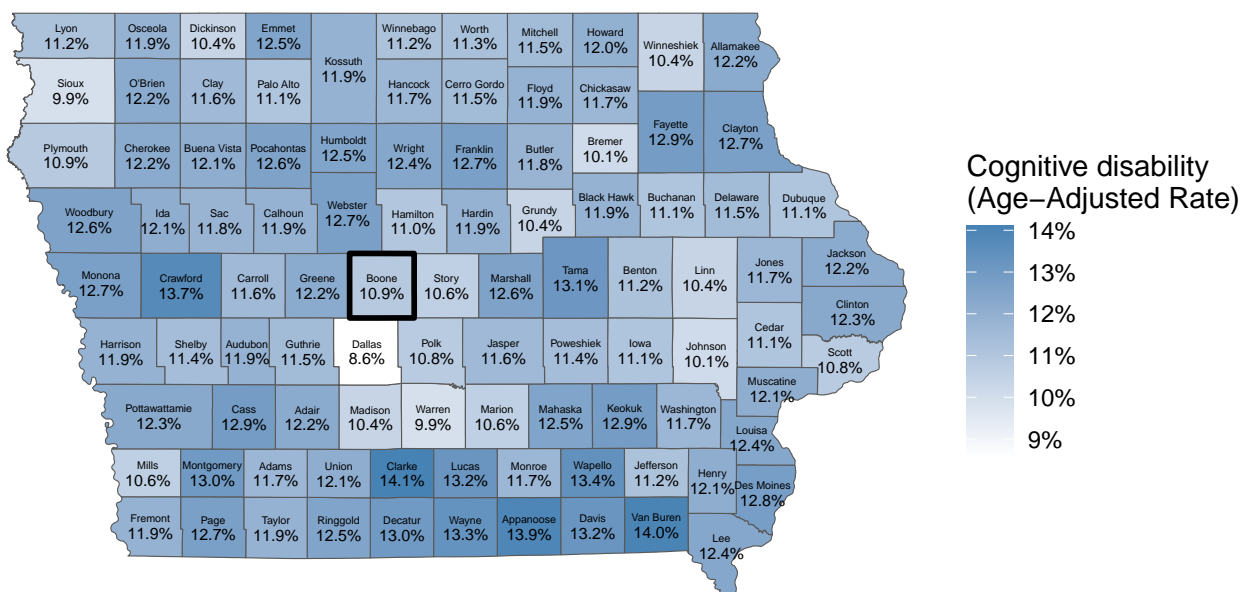 Lyon
11.2%
Osceola
11.9%
Dickinson
10.4%
Emmet
12.5%
Kossuth
11.9%
Winnebago
11.2%
Worth
11.3%
Mitchell
11.5%
Howard
12.0%
Winneshiek
10.4%
Allamakee
12.2%
Sioux
9.9%
O'Brien
12.2%
Clay
11.6%
Palo Alto
11.1%
Hancock
11.7%
Cerro Gordo
11.5%
Floyd
11.9%
Chickasaw
11.7%
Plymouth
10.9%
Cherokee
12.2%
Buena Vista
12.1%
Pocahontas
12.6%
Humboldt
12.5%
Wright
12.4%
Franklin
12.7%
Butler
11.8%
Bremer
10.1%
Fayette
12.9%
Clayton
12.7%
Woodbury
12.6%
Ida
12.1%
Sac
11.8%
Calhoun
11.9%
Webster
12.7%
Hamilton
11.0%
Hardin
11.9%
Grundy
10.4%
Black Hawk
11.9%
Buchanan
11.1%
Delaware
11.5%
Dubuque
11.1%
Monona
12.7%
Crawford
13.7%
Carroll
11.6%
Greene
12.2%
Boone
10.9%
Story
10.6%
Marshall
12.6%
Tama
13.1%
Benton
11.2%
Linn
10.4%
Jones
11.7%
Jackson
12.2%
Clinton
12.3%
Harrison
11.9%
Shelby
11.4%
Audubon
11.9%
Guthrie
11.5%
Dallas
8.6%
Polk
10.8%
Jasper
11.6%
Poweshiek
11.4%
Iowa
11.1%
Johnson
10.1%
Cedar
11.1%
Scott
10.8%
Muscatine
12.1%
Pottawattamie
12.3%
Cass
12.9%
Adair
12.2%
Madison
10.4%
Warren
9.9%
Marion
10.6%
Mahaska
12.5%
Keokuk
12.9%
Washington
11.7%
Louisa
12.4%
Mills
10.6%
Montgomery
13.0%
Adams
11.7%
Union
12.1%
Clarke
14.1%
Lucas
13.2%
Monroe
11.7%
Wapello
13.4%
Jefferson
11.2%
Henry
12.1%
Des Moines
12.8%
Fremont
11.9%
Page
12.7%
Taylor
11.9%
Ringgold
12.5%
Decatur
13.0%
Wayne
13.3%
Appanoose
13.9%
Davis
13.2%
Van Buren
14.0%
Lee
12.4%
Cognitive disability
(Age−Adjusted Rate)
14%
13%
12%
11%
10%
9%